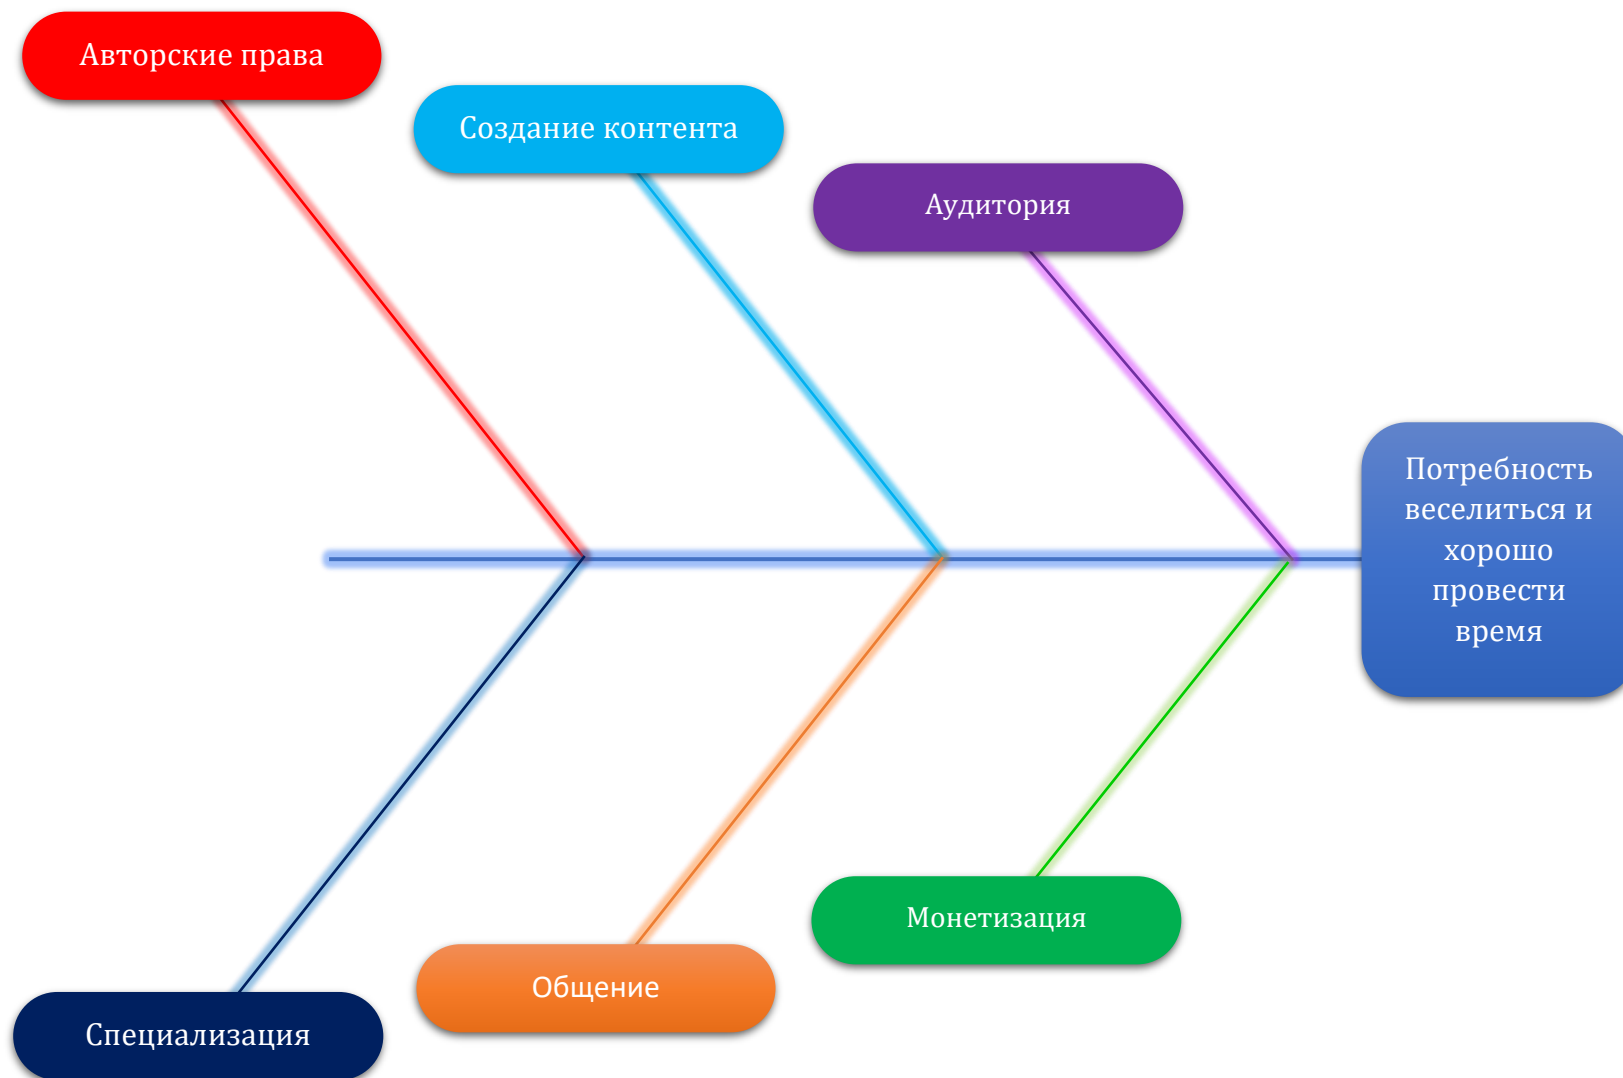 Авторские права
Создание контента
Аудитория
Потребность
веселиться и
хорошо
провести
время
Монетизация
Общение
Специализация